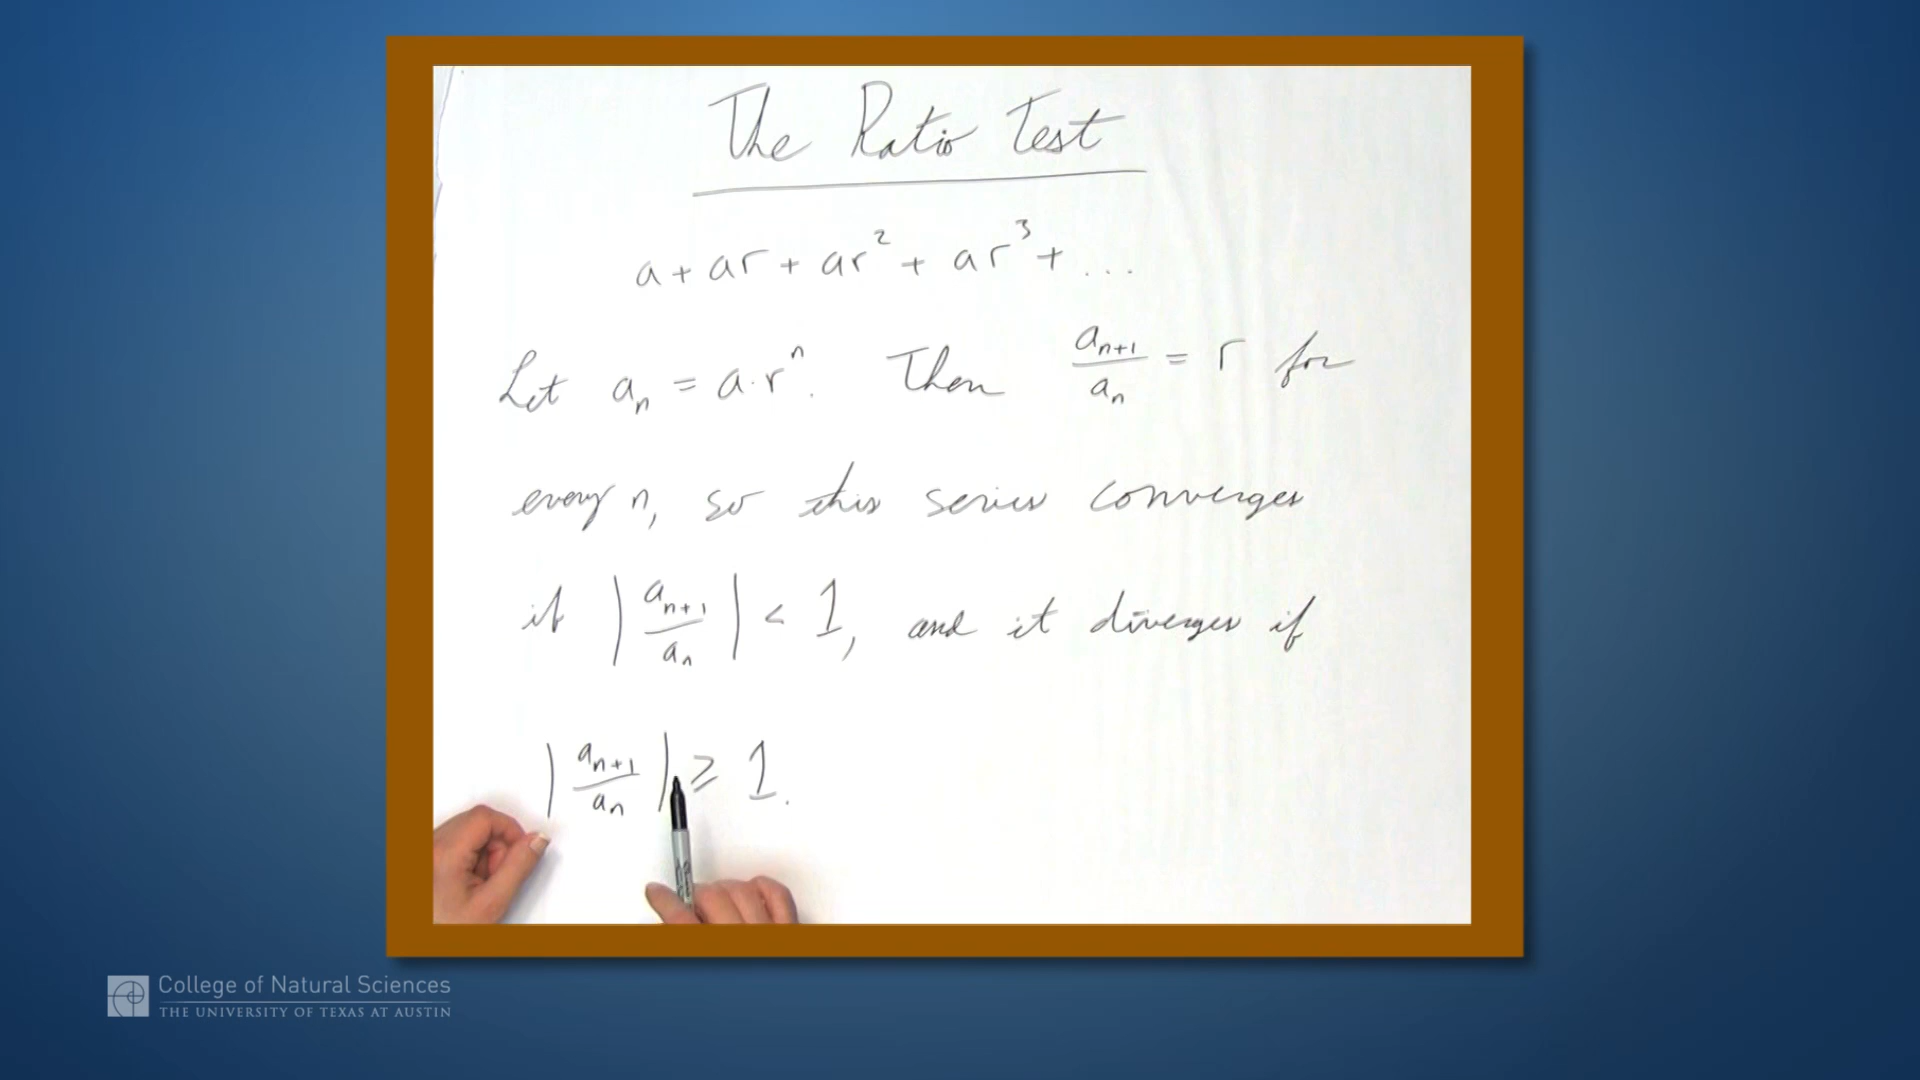 The Ratio Test
a + ar + ar² + ar³ + ...
Let aₙ = a·rⁿ. Then aₙ₊₁/aₙ = r for
every n, so this series converges
if |aₙ₊₁/aₙ| < 1, and it diverges if
|aₙ₊₁/aₙ| ≥ 1.
College of Natural Sciences
THE UNIVERSITY OF TEXAS AT AUSTIN